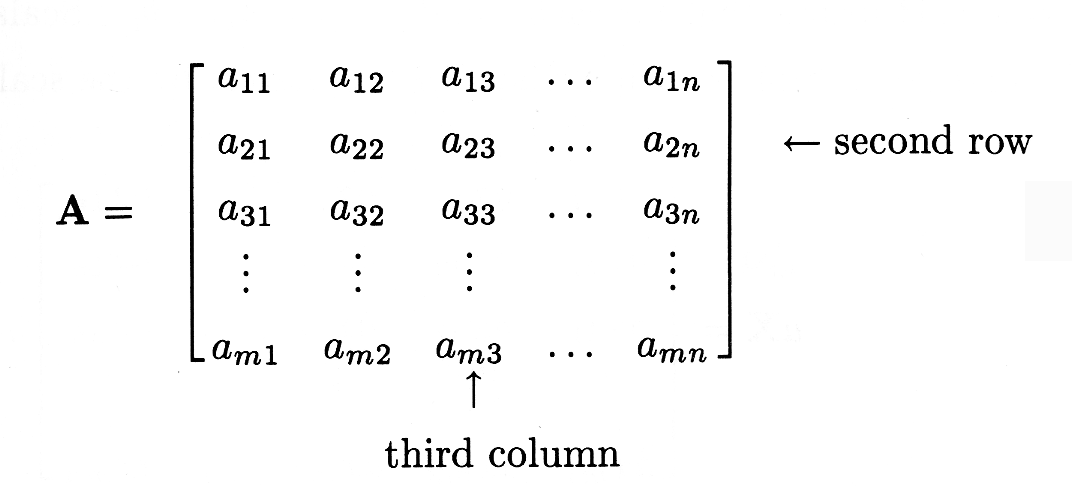 a₁₁ a₁₂ a₁₃ … a₁ₙ
a₂₁ a₂₂ a₂₃ … a₂ₙ ← second row
A = a₃₁ a₃₂ a₃₃ … a₃ₙ
⋮ ⋮ ⋮ ⋮
aₘ₁ aₘ₂ aₘ₃ … aₘₙ
↑
third column